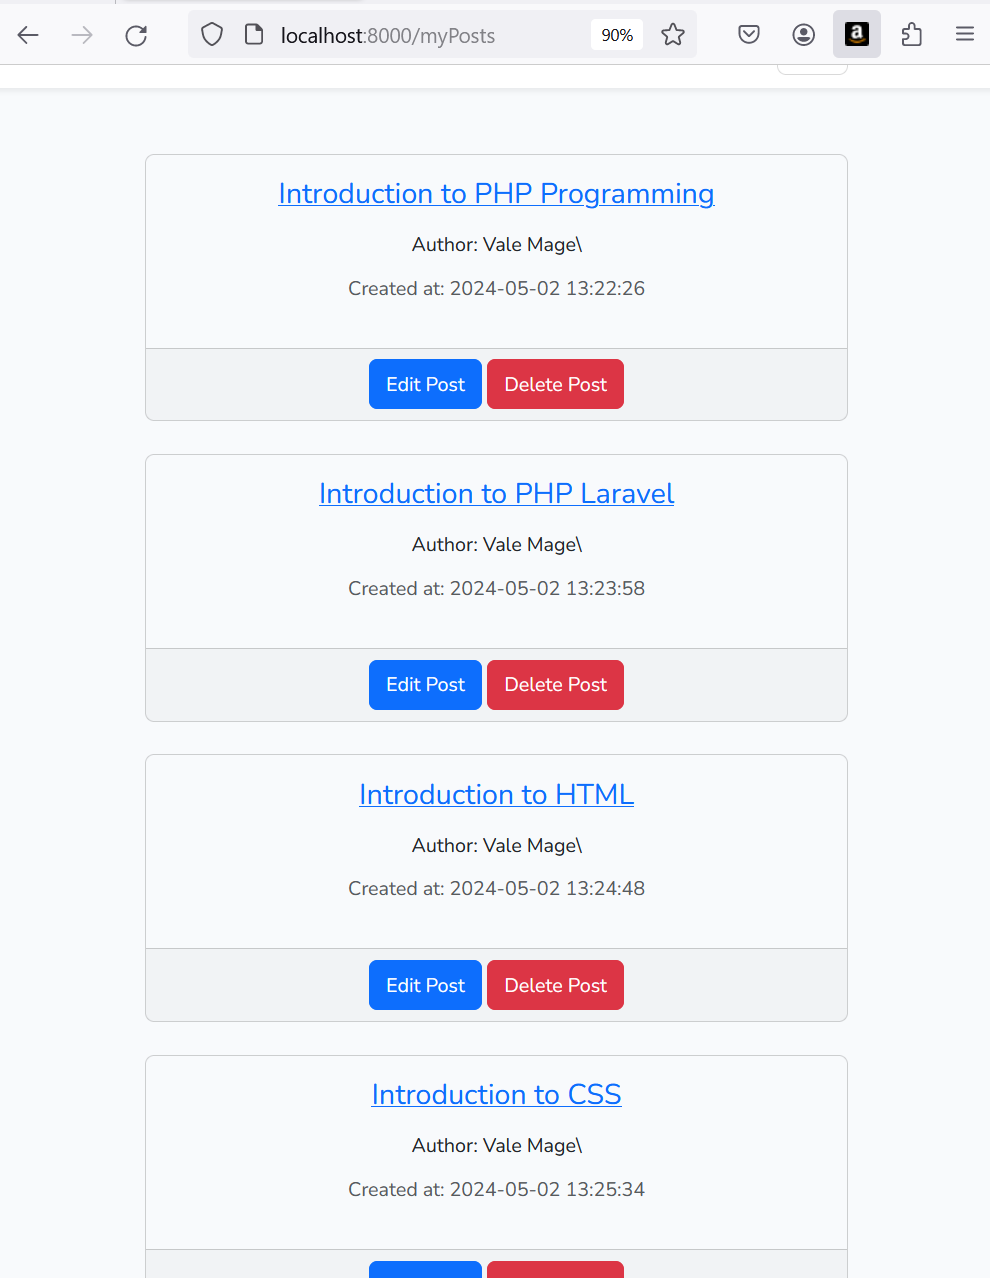 localhost:8000/myPosts
90%
a
Introduction to PHP Programming
Author: Vale Mage\
Created at: 2024-05-02 13:22:26
Edit Post Delete Post
Introduction to PHP Laravel
Author: Vale Mage\
Created at: 2024-05-02 13:23:58
Edit Post Delete Post
Introduction to HTML
Author: Vale Mage\
Created at: 2024-05-02 13:24:48
Edit Post Delete Post
Introduction to CSS
Author: Vale Mage\
Created at: 2024-05-02 13:25:34